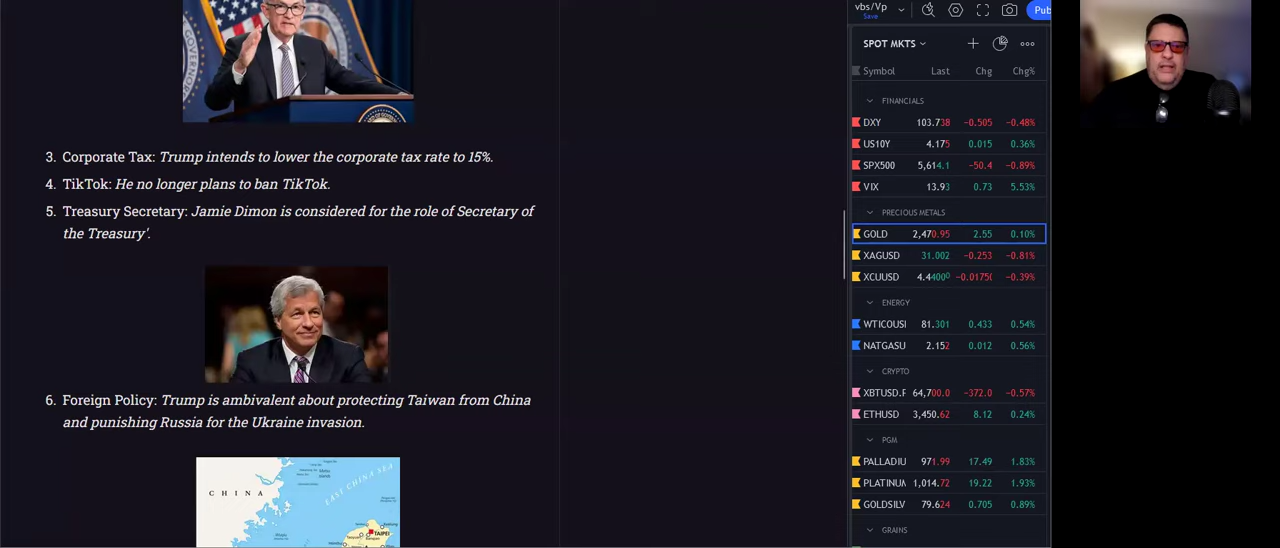 3. Corporate Tax: Trump intends to lower the corporate tax rate to 15%.
4. TikTok: He no longer plans to ban TikTok.
5. Treasury Secretary: Jamie Dimon is considered for the role of Secretary of
the Treasury'.
6. Foreign Policy: Trump is ambivalent about protecting Taiwan from China
and punishing Russia for the Ukraine invasion.
CHINA
EAST CHINA SEA
TAIPEI
vbs/Vp
Save
Pub
SPOT MKTS
Symbol Last Chg Chg%
FINANCIALS
DXY 103.738 −0.505 −0.48%
US10Y 4.175 0.015 0.36%
SPX500 5,614.1 −50.4 −0.89%
VIX 13.93 0.73 5.53%
PRECIOUS METALS
GOLD 2,470.95 2.55 0.10%
XAGUSD 31.002 −0.253 −0.81%
XCUUSD 4.4400 −0.0175( −0.39%
ENERGY
WTICOUSI 81.301 0.433 0.54%
NATGASU 2.152 0.012 0.56%
CRYPTO
XBTUSD.F 64,700.0 −372.0 −0.57%
ETHUSD 3,450.62 8.12 0.24%
PGM
PALLADIU 971.99 17.49 1.83%
PLATINUM 1,014.72 19.22 1.93%
GOLDSILV 79.624 0.705 0.89%
GRAINS